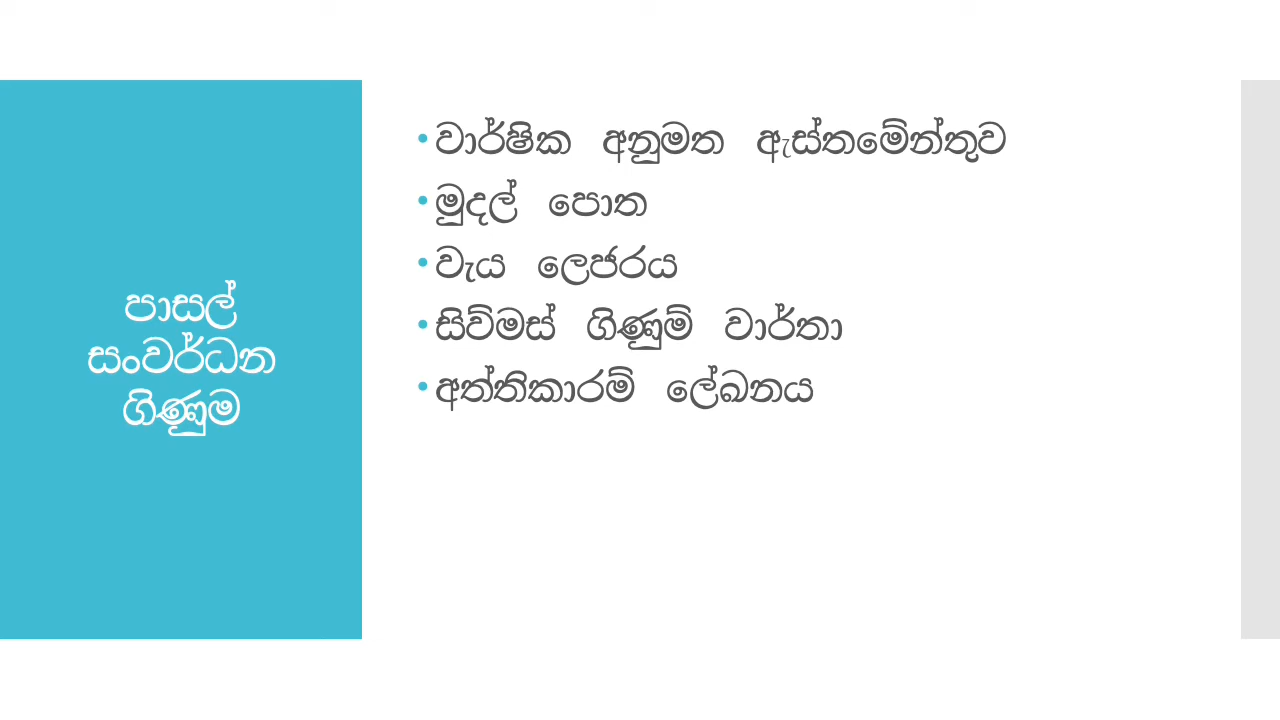 පාසල්
සංවර්ධන
ගිණුම
වාර්ෂික අනුමත ඇස්තමේන්තුව
මුදල් පොත
වැය ලෙජරය
සිව්මස් ගිණුම් වාර්තා
අත්තිකාරම් ලේඛනය